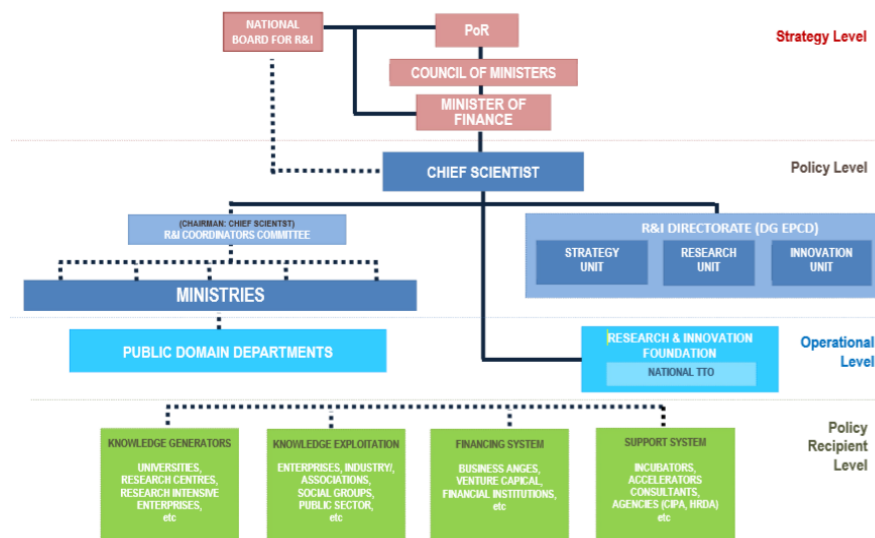 NATIONAL
BOARD FOR R&I
PoR
Strategy Level
COUNCIL OF MINISTERS
MINISTER OF
FINANCE
CHIEF SCIENTIST
Policy Level
(CHAIRMAN: CHIEF SCIENTST)
R&I COORDINATORS COMMITTEE
R&I DIRECTORATE (DG EPCD)
STRATEGY
UNIT
RESEARCH
UNIT
INNOVATION
UNIT
MINISTRIES
PUBLIC DOMAIN DEPARTMENTS
RESEARCH & INNOVATION
FOUNDATION
NATIONAL TTO
Operational
Level
Policy
Recipient
Level
KNOWLEDGE GENERATORS
UNIVERSITIES,
RESEARCH CENTRES,
RESEARCH INTENSIVE
ENTERPRISES,
etc
KNOWLEDGE EXPLOITATION
ENTERPRISES, INDUSTRY/
ASSOCIATIONS,
SOCIAL GROUPS,
PUBLIC SECTOR,
etc
FINANCING SYSTEM
BUSINESS ANGES,
VENTURE CAPICAL,
FINANCIAL INSTITUTIONS,
etc
SUPPORT SYSTEM
INCUBATORS,
ACCELERATORS
CONSULTANTS,
AGENCIES (CIPA, HRDA)
etc